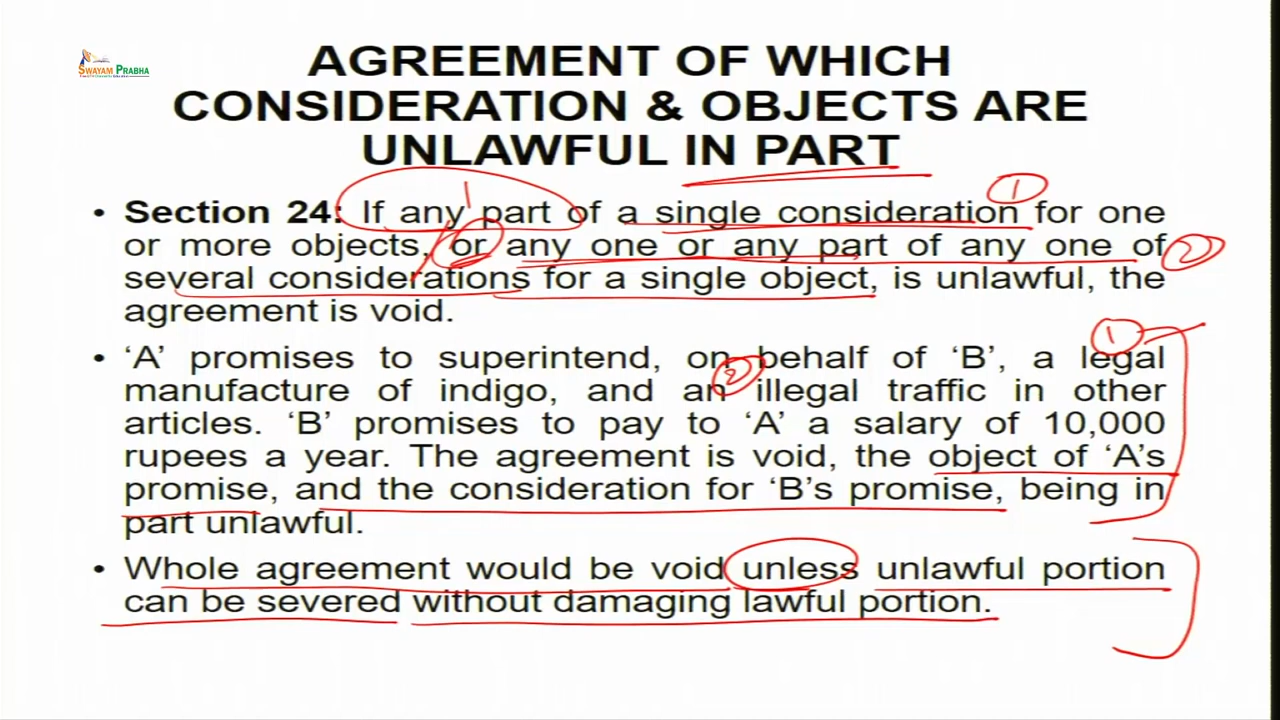 SWAYAM PRABHA
AGREEMENT OF WHICH
CONSIDERATION & OBJECTS ARE
UNLAWFUL IN PART
• Section 24: If any part of a single consideration for one
or more objects, or any one or any part of any one of
several considerations for a single object, is unlawful, the
agreement is void.
• ‘A’ promises to superintend, on behalf of ‘B’, a legal
manufacture of indigo, and an illegal traffic in other
articles. ‘B’ promises to pay to ‘A’ a salary of 10,000
rupees a year. The agreement is void, the object of ‘A’s
promise, and the consideration for ‘B’s promise, being in
part unlawful.
• Whole agreement would be void unless unlawful portion
can be severed without damaging lawful portion.
1
1
2
1
2